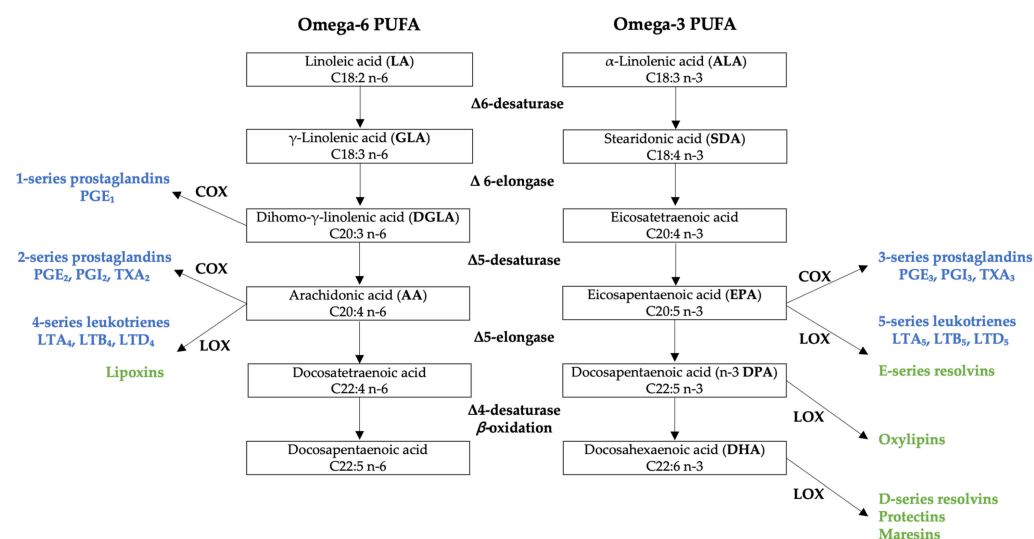 Omega-6 PUFA
Omega-3 PUFA
Linoleic acid (LA)
C18:2 n-6
α-Linolenic acid (ALA)
C18:3 n-3
Δ6-desaturase
γ-Linolenic acid (GLA)
C18:3 n-6
Stearidonic acid (SDA)
C18:4 n-3
Δ 6-elongase
1-series prostaglandins
PGE₁
COX
Dihomo-γ-linolenic acid (DGLA)
C20:3 n-6
Eicosatetraenoic acid
C20:4 n-3
Δ5-desaturase
2-series prostaglandins
PGE₂, PGI₂, TXA₂
COX
COX
3-series prostaglandins
PGE₃, PGI₃, TXA₃
Arachidonic acid (AA)
C20:4 n-6
Eicosapentaenoic acid (EPA)
C20:5 n-3
4-series leukotrienes
LTA₄, LTB₄, LTD₄
LOX
Lipoxins
Δ5-elongase
LOX
5-series leukotrienes
LTA₅, LTB₅, LTD₅
E-series resolvins
Docosatetraenoic acid
C22:4 n-6
Docosapentaenoic acid (n-3 DPA)
C22:5 n-3
Δ4-desaturase
β-oxidation
LOX
Oxylipins
Docosapentaenoic acid
C22:5 n-6
Docosahexaenoic acid (DHA)
C22:6 n-3
LOX
D-series resolvins
Protectins
Maresins